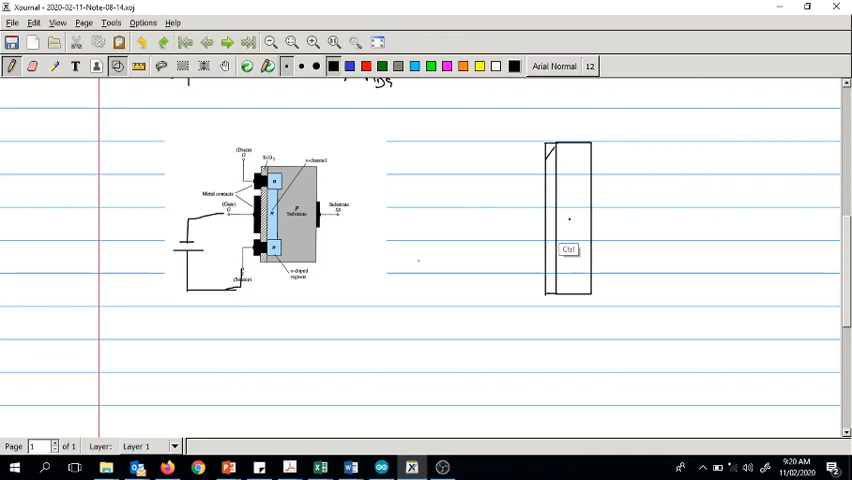 2020-02-11-Note-08-14.xoj
File Edit View Page Tools Options Help
Arial Normal 12
(Drain)
D
SiO2
n-channel
n
Metal contacts
(Gate)
G
n
P
Substrate
Substrate
SS
n
(Source)
n-doped
regions
Ctrl
Page 1 of 1 Layer: Layer 1
9:20 AM
11/02/2020